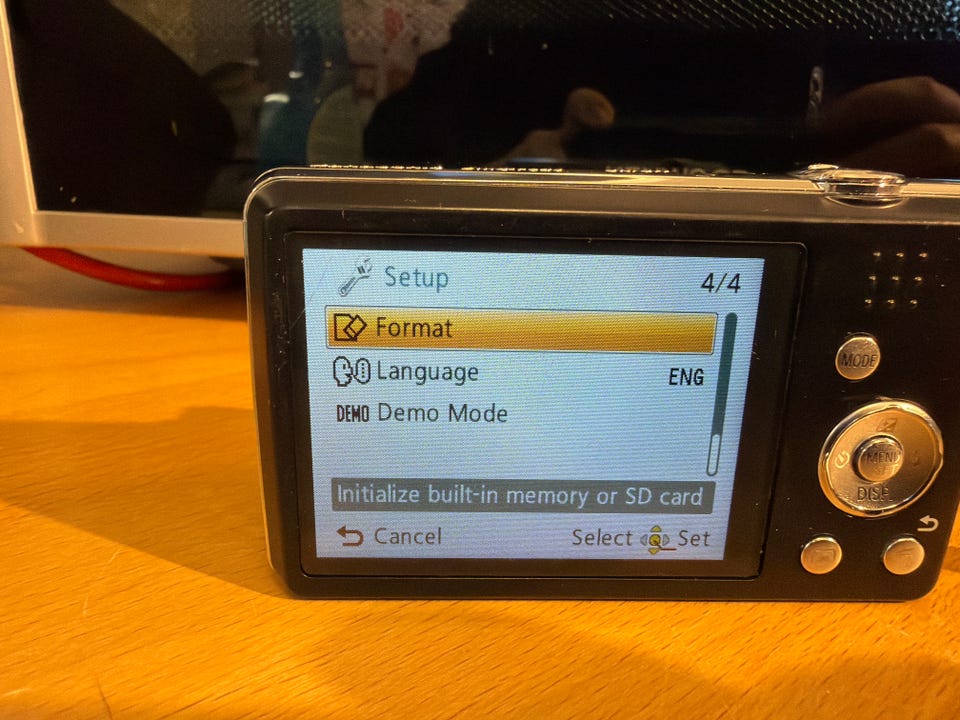 Setup 4/4
Format
Language ENG
DEMO Demo Mode
Initialize built-in memory or SD card
Cancel Select Set
MODE
MENU
SET
DISP.